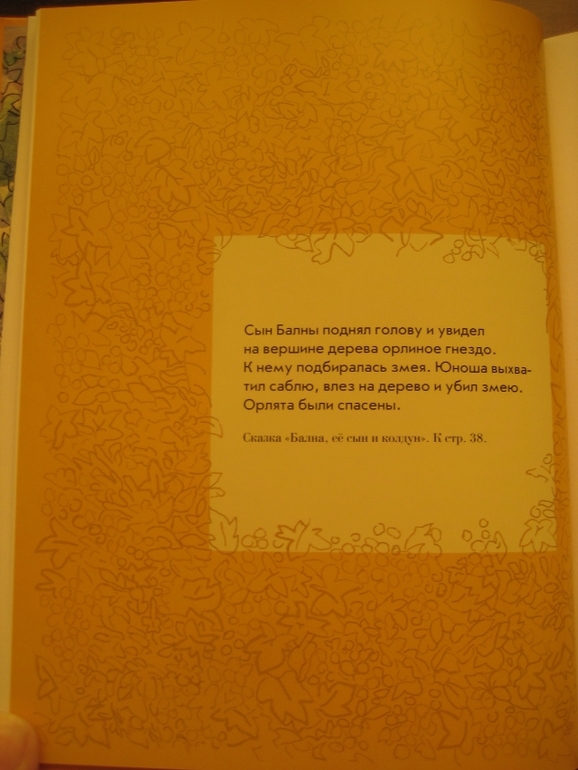 Сын Балны поднял голову и увидел
на вершине дерева орлиное гнездо.
К нему подбиралась змея. Юноша выхва-
тил саблю, влез на дерево и убил змею.
Орлята были спасены.
Сказка «Бална, её сын и колдун». К стр. 38.